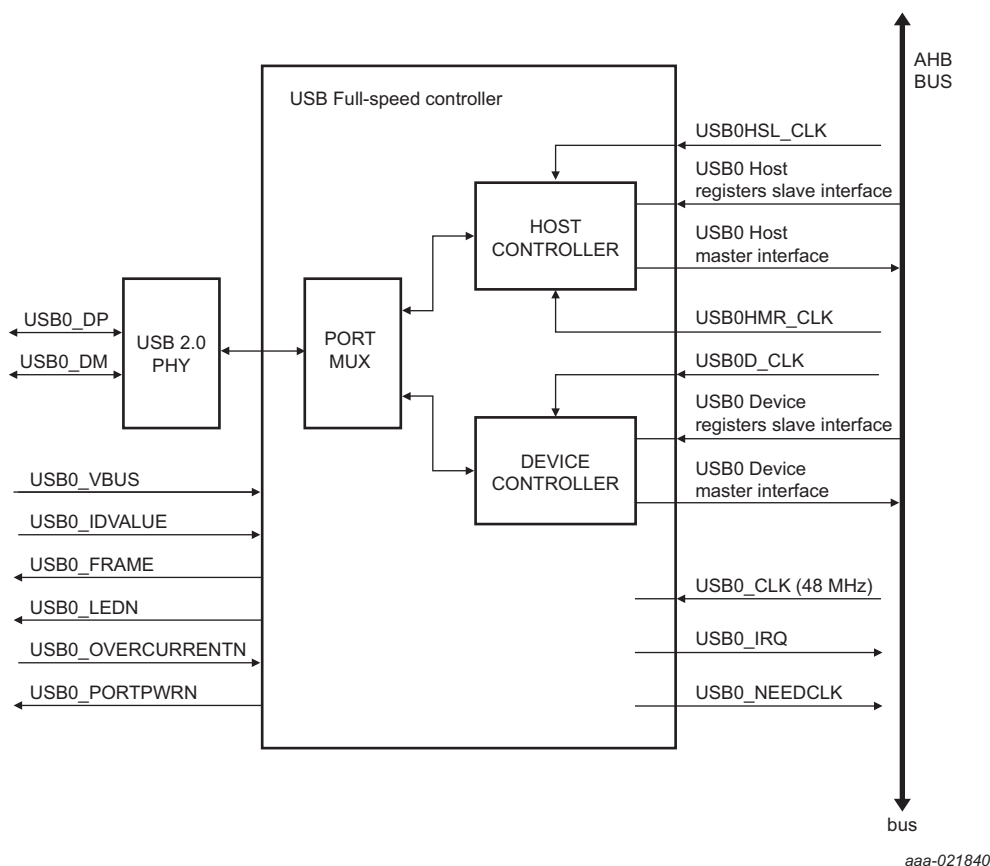 AHB
BUS
USB Full-speed controller
USB0HSL_CLK
USB0 Host
registers slave interface
HOST
CONTROLLER
USB0 Host
master interface
USB0_DP
USB0_DM
USB 2.0
PHY
PORT
MUX
USB0HMR_CLK
USB0D_CLK
USB0 Device
registers slave interface
DEVICE
CONTROLLER
USB0 Device
master interface
USB0_VBUS
USB0_IDVALUE
USB0_FRAME
USB0_LEDN
USB0_OVERCURRENTN
USB0_PORTPWRN
USB0_CLK (48 MHz)
USB0_IRQ
USB0_NEEDCLK
bus
aaa-021840